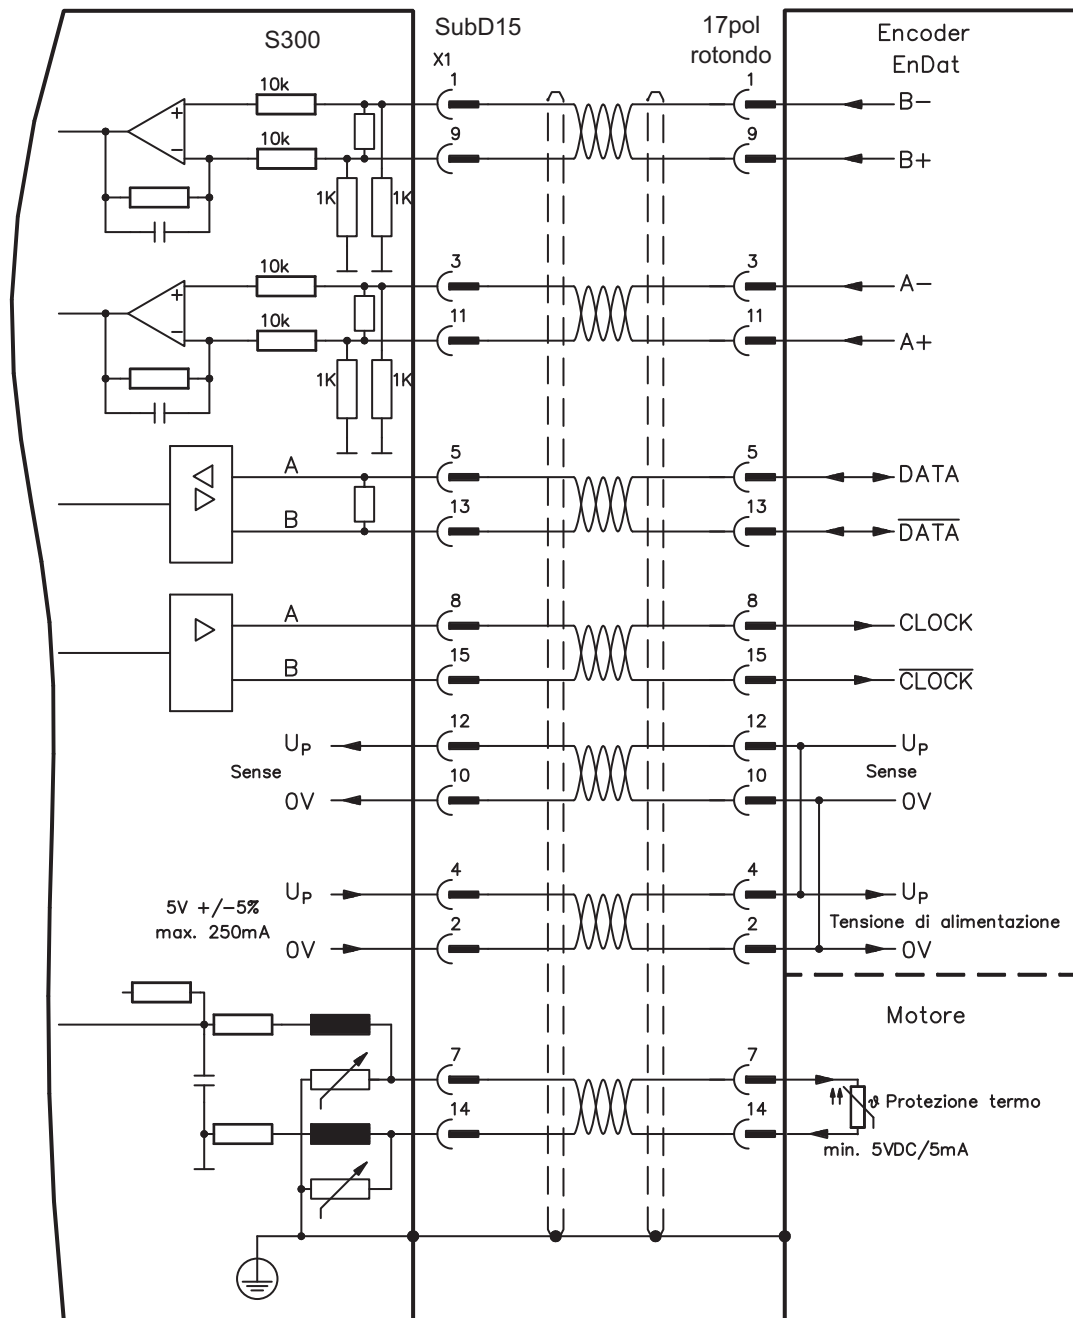 S300
SubD15
17pol
rotondo
Encoder
EnDat
X1
10k
+
1
1
B−
10k
−
9
9
B+
1K
1K
10k
+
3
3
A−
10k
−
11
11
A+
1K
1K
A
5
5
DATA
B
13
13
DATA
A
8
8
CLOCK
B
15
15
CLOCK
UP
12
12
UP
Sense
Sense
0V
10
10
0V
5V +/−5%
max. 250mA
UP
4
4
UP
Tensione di alimentazione
0V
2
2
0V
Motore
7
7
ϑ Protezione termo
14
14
min. 5VDC/5mA